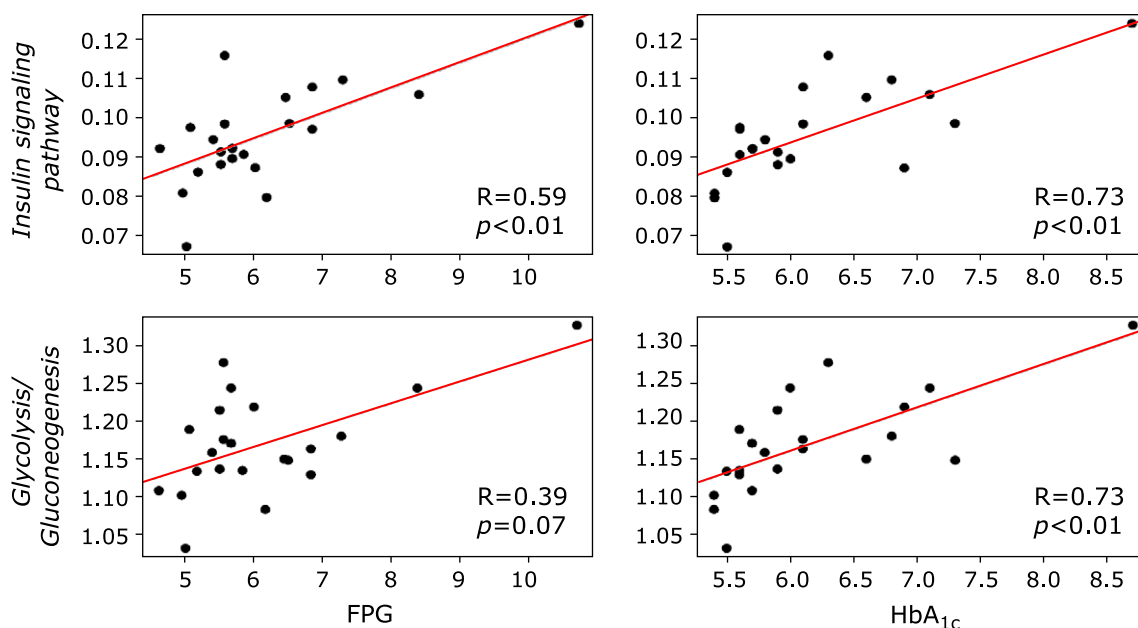 Insulin signaling
pathway
0.12
0.11
0.10
0.09
0.08
0.07
R=0.59
p<0.01
5 6 7 8 9 10
R=0.73
p<0.01
0.12
0.11
0.10
0.09
0.08
0.07
5.5 6.0 6.5 7.0 7.5 8.0 8.5
Glycolysis/
Gluconeogenesis
1.30
1.25
1.20
1.15
1.10
1.05
R=0.39
p=0.07
5 6 7 8 9 10
FPG
1.30
1.25
1.20
1.15
1.10
1.05
R=0.73
p<0.01
5.5 6.0 6.5 7.0 7.5 8.0 8.5
HbA1c